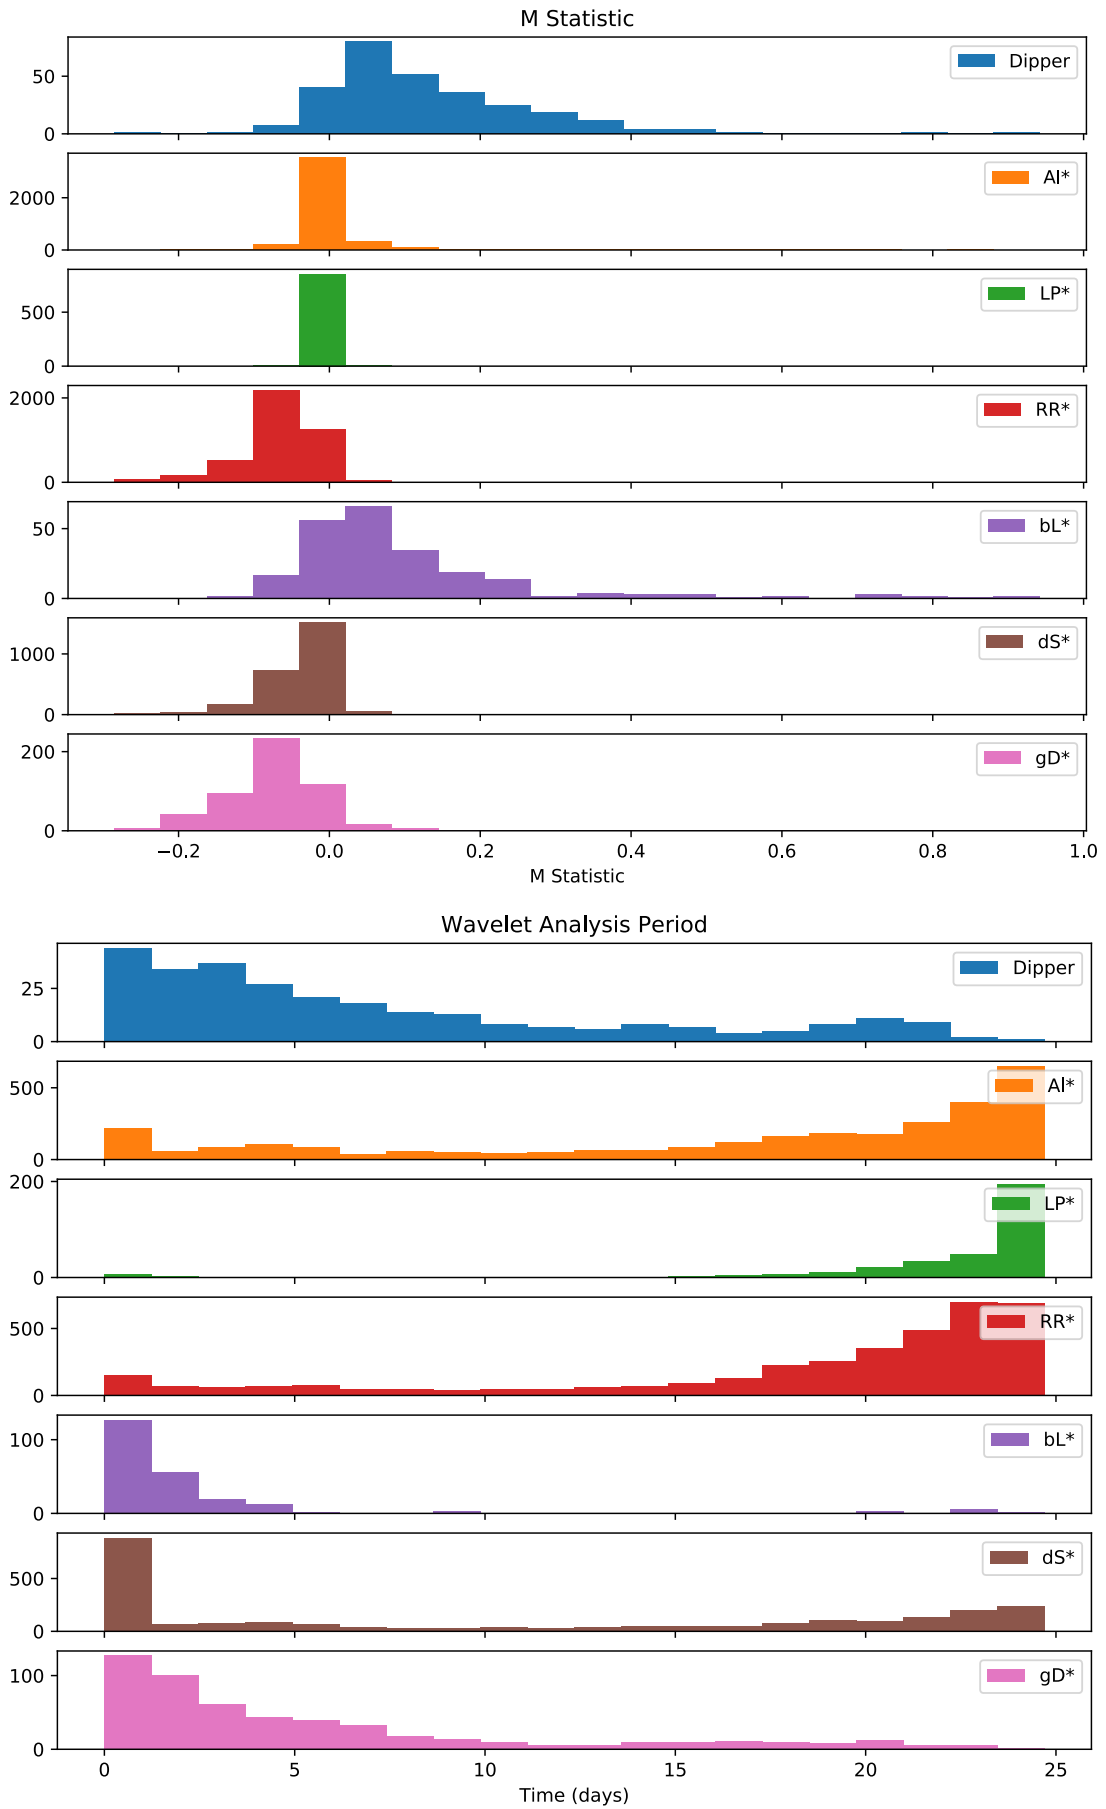 M Statistic
50
0
Dipper
2000
0
Al*
500
0
LP*
2000
0
RR*
50
0
bL*
1000
0
dS*
200
0
gD*
−0.2 0.0 0.2 0.4 0.6 0.8 1.0
M Statistic
Wavelet Analysis Period
25
0
Dipper
500
0
Al*
200
0
LP*
500
0
RR*
100
0
bL*
500
0
dS*
100
0
gD*
0 5 10 15 20 25
Time (days)